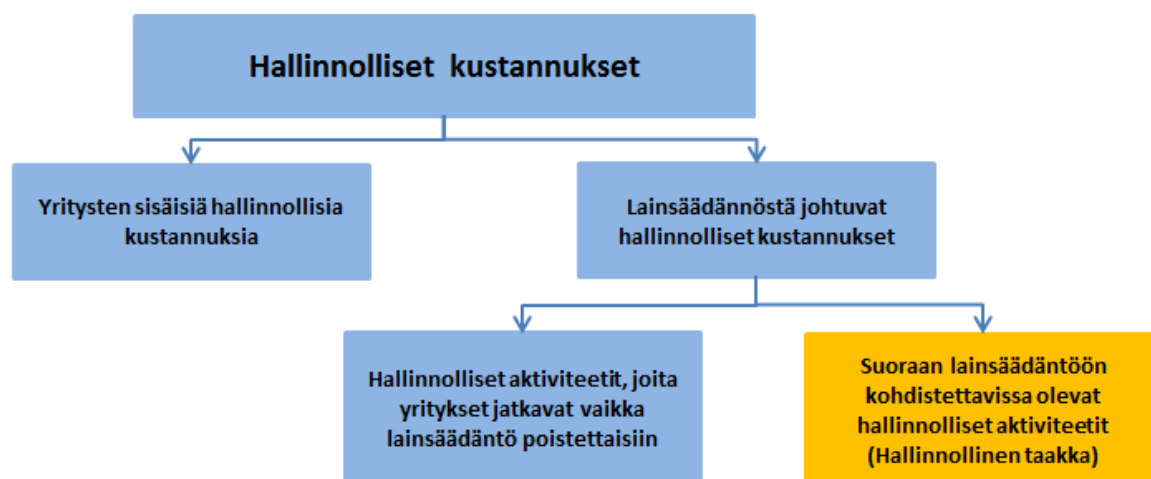 Hallinnolliset kustannukset
Yritysten sisäisiä hallinnollisia
kustannuksia
Lainsäädännöstä johtuvat
hallinnolliset kustannukset
Hallinnolliset aktiviteetit, joita
yritykset jatkavat vaikka
lainsäädäntö poistettaisiin
Suoraan lainsäädäntöön
kohdistettavissa olevat
hallinnolliset aktiviteetit
(Hallinnollinen taakka)